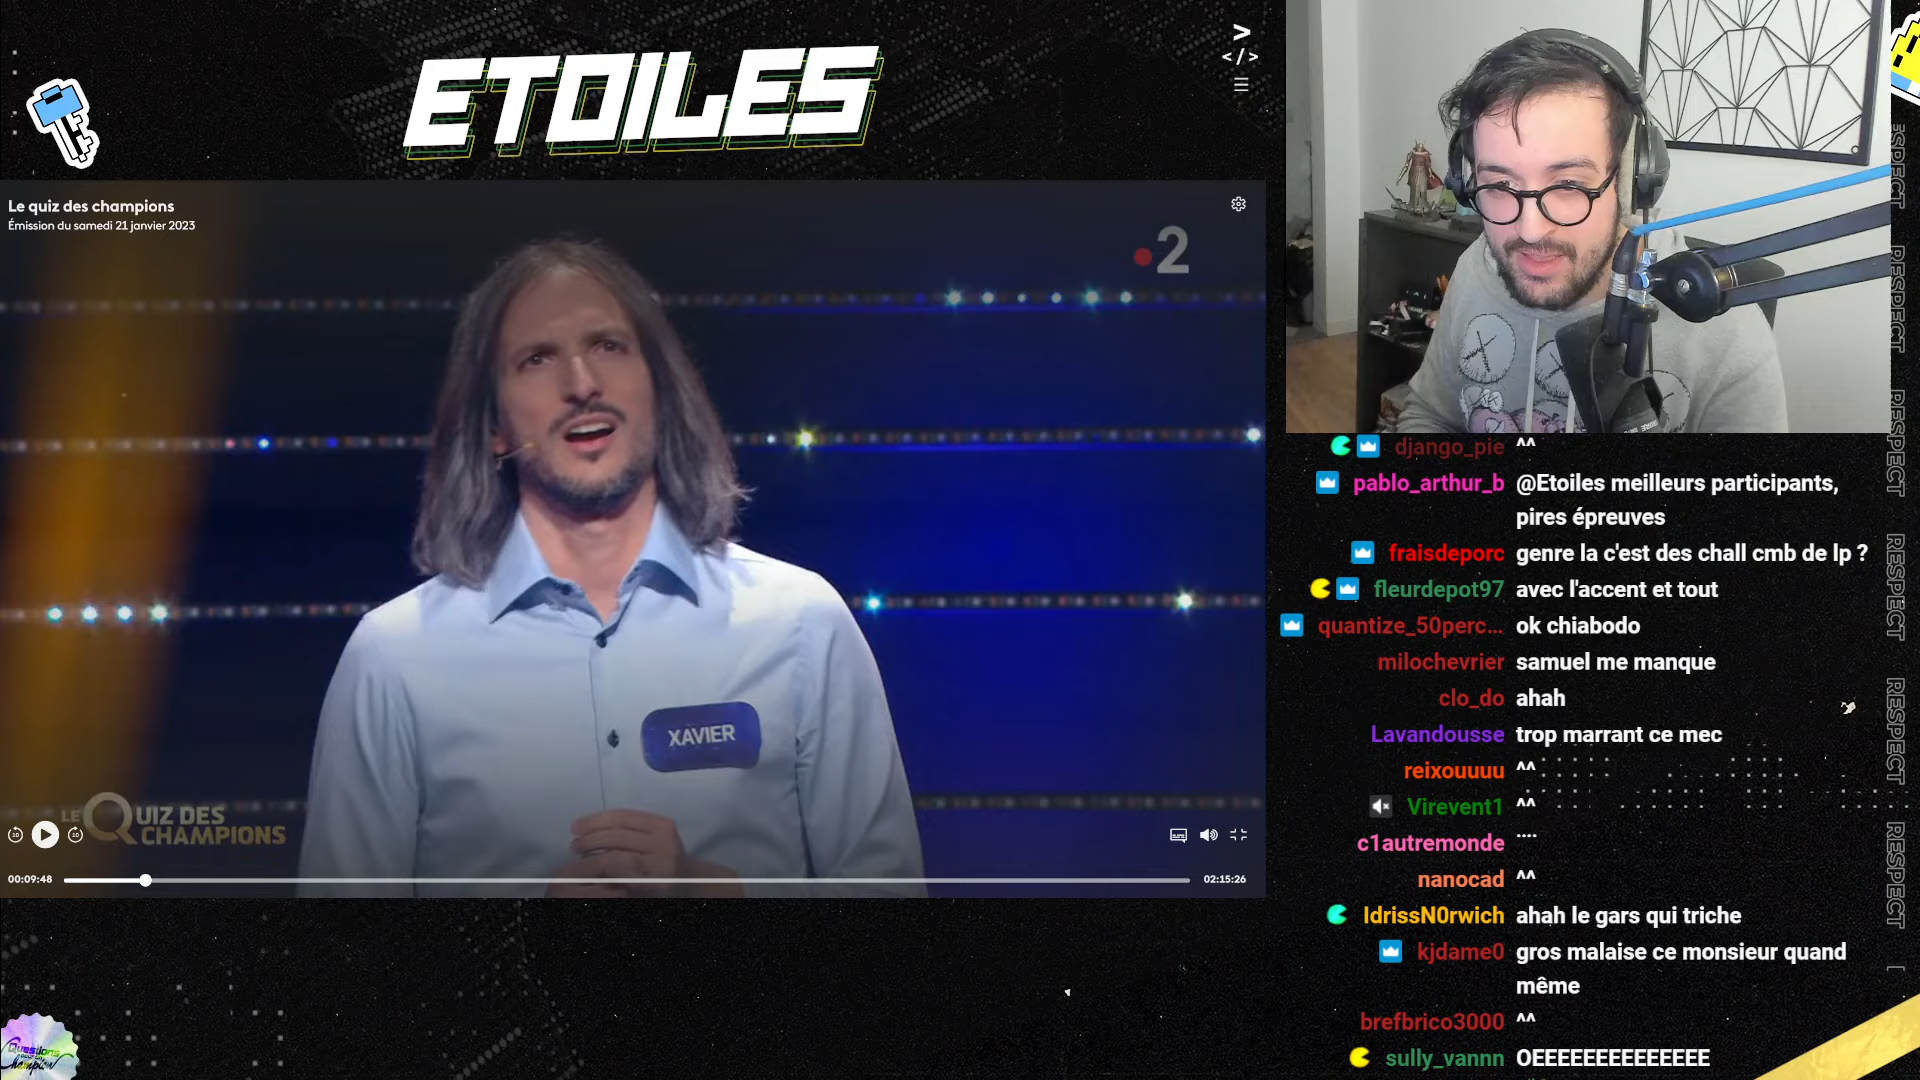 ETOILES
>
</>
Le quiz des champions
Émission du samedi 21 janvier 2023
2
XAVIER
LE QUIZ DES
CHAMPIONS
00:09:48
02:15:26
django_pie ^^
pablo_arthur_b @Etoiles meilleurs participants,
pires épreuves
fraisdeporc genre la c'est des chall cmb de lp ?
fleurdepot97 avec l'accent et tout
quantize_50perc... ok chiabodo
milochevrier samuel me manque
clo_do ahah
Lavandousse trop marrant ce mec
reixouuuu ^^
Virevent1 ^^
c1autremonde
nanocad ^^
IdrissN0rwich ahah le gars qui triche
kjdame0 gros malaise ce monsieur quand
même
brefbrico3000 ^^
sully_vannn OEEEEEEEEEEEEEE
RESPECT
RESPECT
RESPECT
RESPECT
RESPECT
RESPECT
Questions
Champion